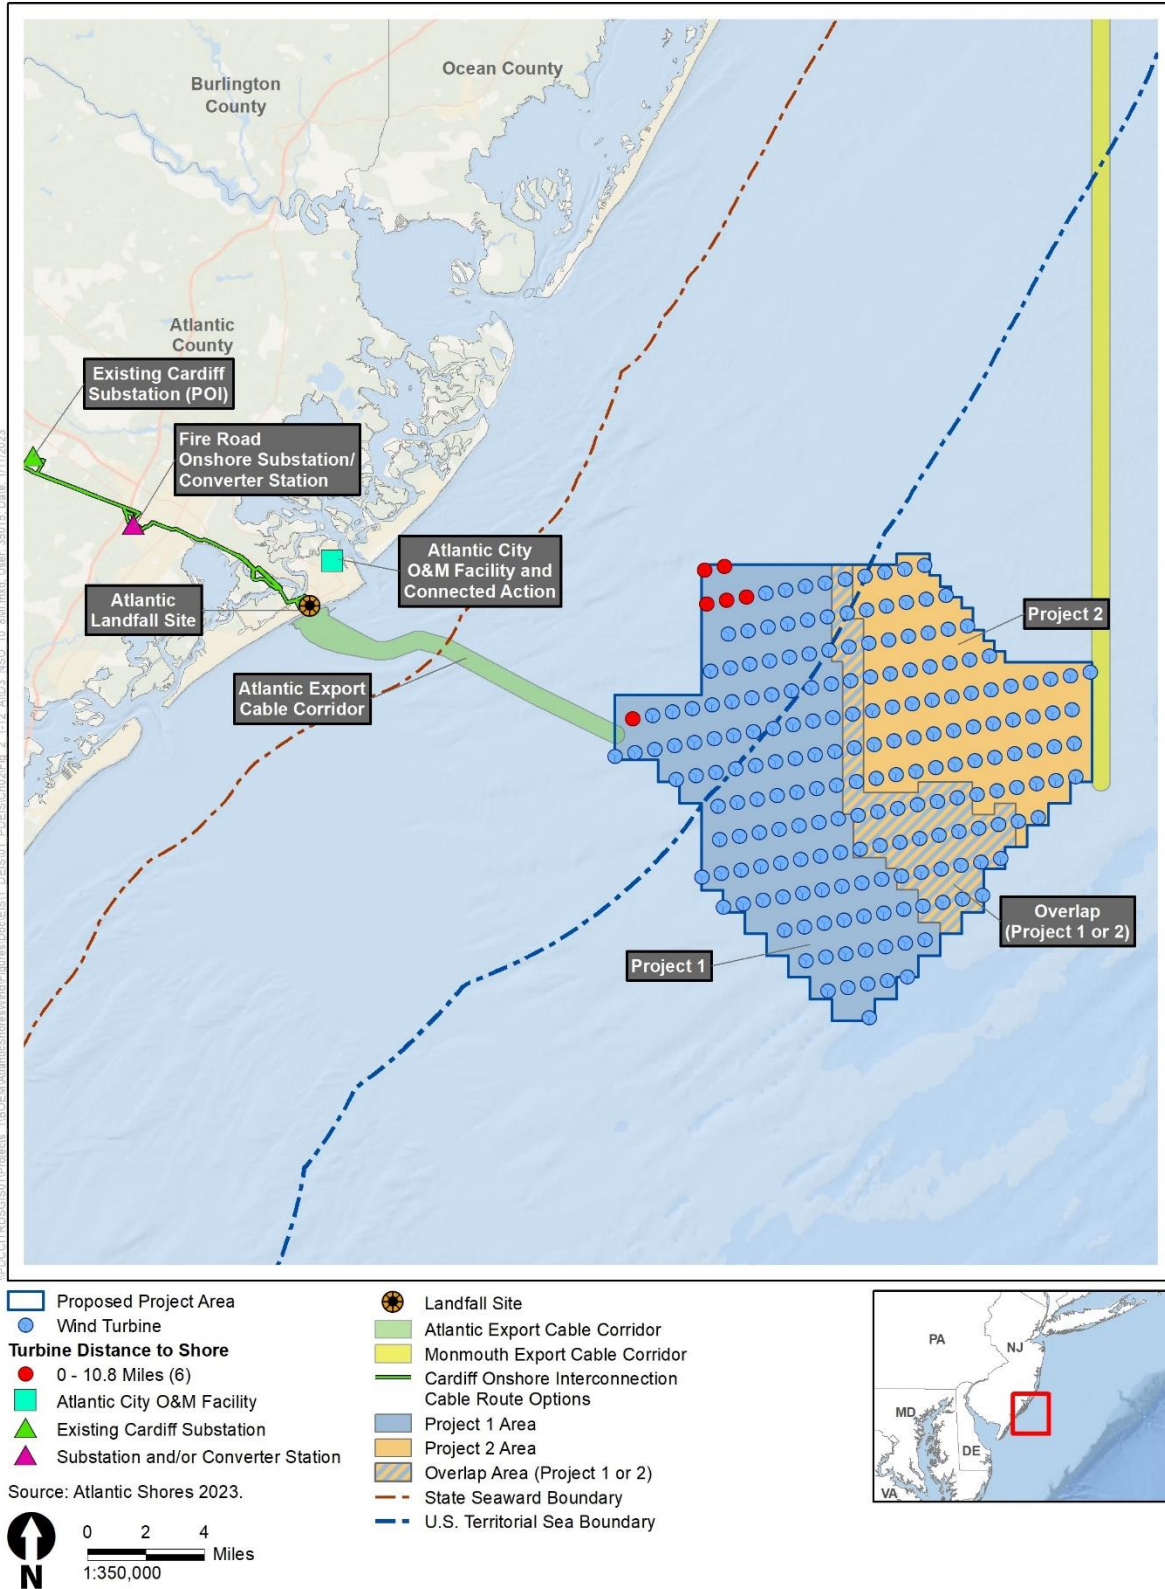 Ocean County
Burlington
County
Atlantic
County
Existing Cardiff
Substation (POI)
Fire Road
Onshore Substation/
Converter Station
Atlantic City
O&M Facility and
Connected Action
Atlantic
Landfall Site
Atlantic Export
Cable Corridor
Project 2
Overlap
(Project 1 or 2)
Project 1
Proposed Project Area
Wind Turbine
Turbine Distance to Shore
0 - 10.8 Miles (6)
Atlantic City O&M Facility
Existing Cardiff Substation
Substation and/or Converter Station
Source: Atlantic Shores 2023.
N
0 2 4
Miles
1:350,000
Landfall Site
Atlantic Export Cable Corridor
Monmouth Export Cable Corridor
Cardiff Onshore Interconnection
Cable Route Options
Project 1 Area
Project 2 Area
Overlap Area (Project 1 or 2)
State Seaward Boundary
U.S. Territorial Sea Boundary
PA
NJ
MD
DE
VA